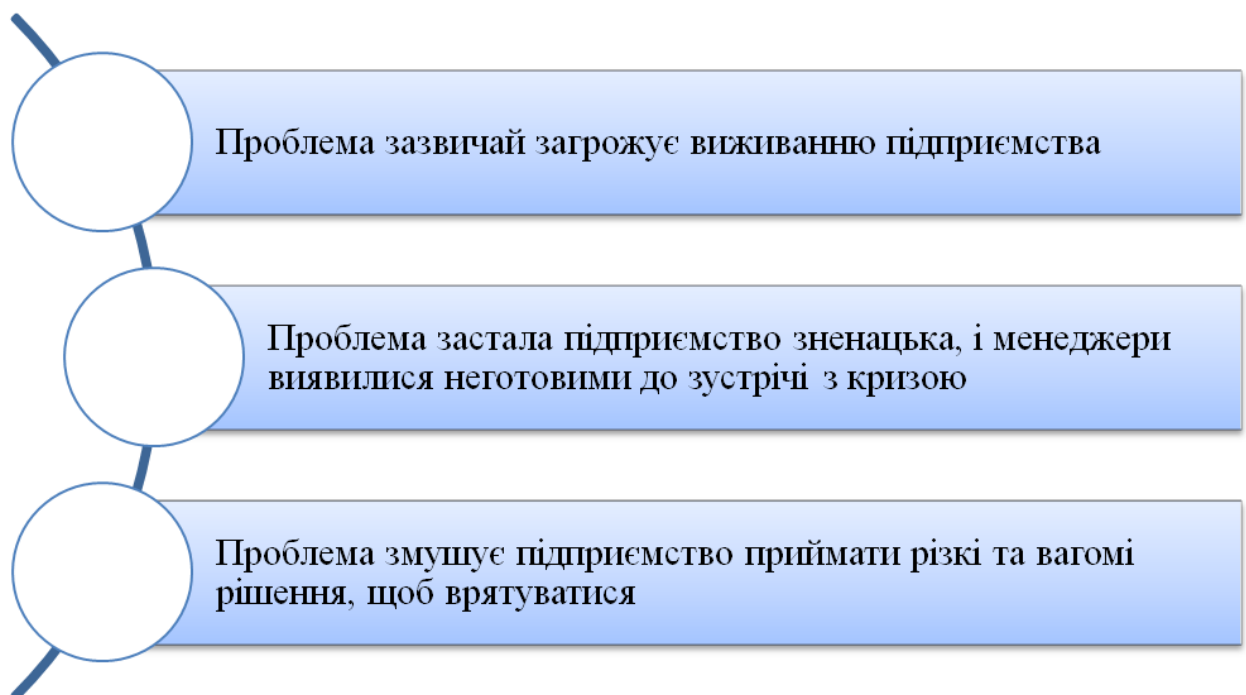 Проблема зазвичай загрожує виживанню підприємства
Проблема застала підприємство зненацька, і менеджери
виявилися неготовими до зустрічі з кризою
Проблема змушує підприємство приймати різкі та вагомі
рішення, щоб врятуватися